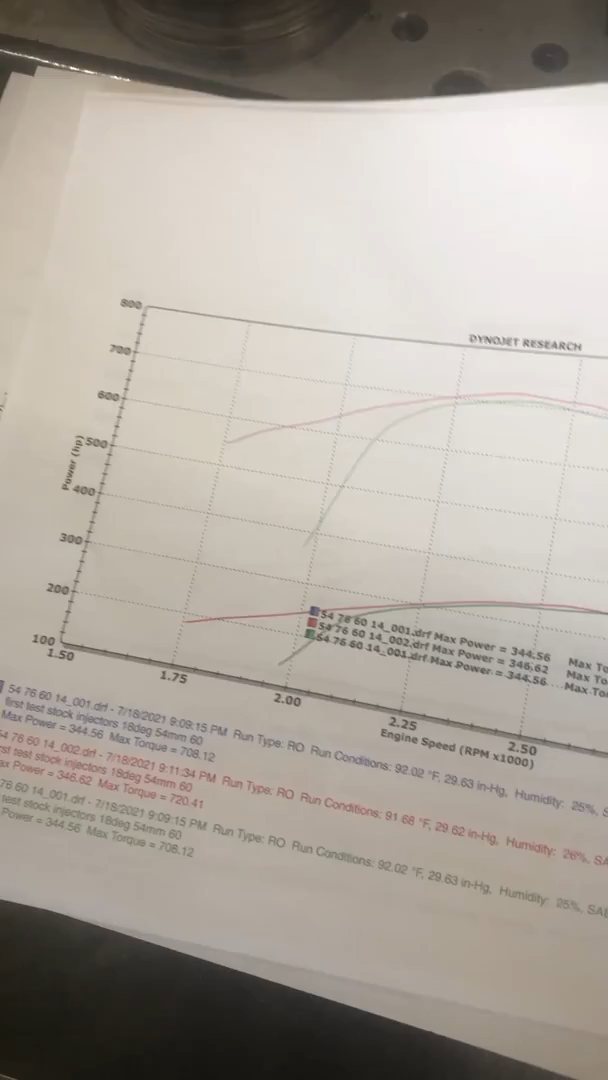 DYNOJET RESEARCH
800
700
600
500
400
300
200
100
Power (hp)
54 76 60 14_001.drf Max Power = 344.56 Max To
54 76 60 14_002.drf Max Power = 346.62 Max To
54 76 60 14_001.drf Max Power = 344.56 Max To
1.50 1.75 2.00 2.25 2.50
Engine Speed (RPM x1000)
54 76 60 14_001.drf - 7/18/2021 9:09:15 PM Run Type: RO Run Conditions: 92.02 °F, 29.63 in-Hg, Humidity: 25%, S
first test stock injectors 18deg 54mm 60
Max Power = 344.56 Max Torque = 708.12
54 76 60 14_002.drf - 7/18/2021 9:11:34 PM Run Type: RO Run Conditions: 91.68 °F, 29.62 in-Hg, Humidity: 26%, SA
rst test stock injectors 18deg 54mm 60
ax Power = 346.62 Max Torque = 720.41
76 60 14_001.drf - 7/18/2021 9:09:15 PM Run Type: RO Run Conditions: 92.02 °F, 29.63 in-Hg, Humidity: 25%, SAE
test stock injectors 18deg 54mm 60
Power = 344.56 Max Torque = 708.12